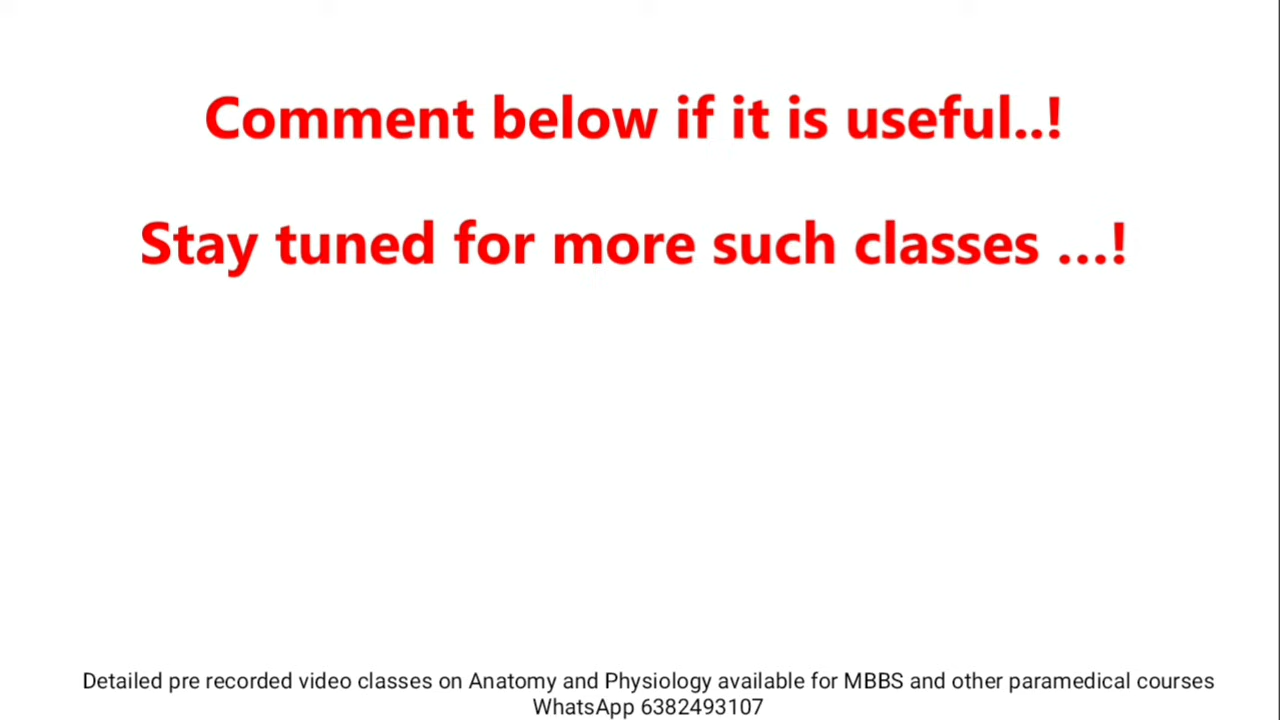 Comment below if it is useful..!
Stay tuned for more such classes ...!
Detailed pre recorded video classes on Anatomy and Physiology available for MBBS and other paramedical courses
WhatsApp 6382493107